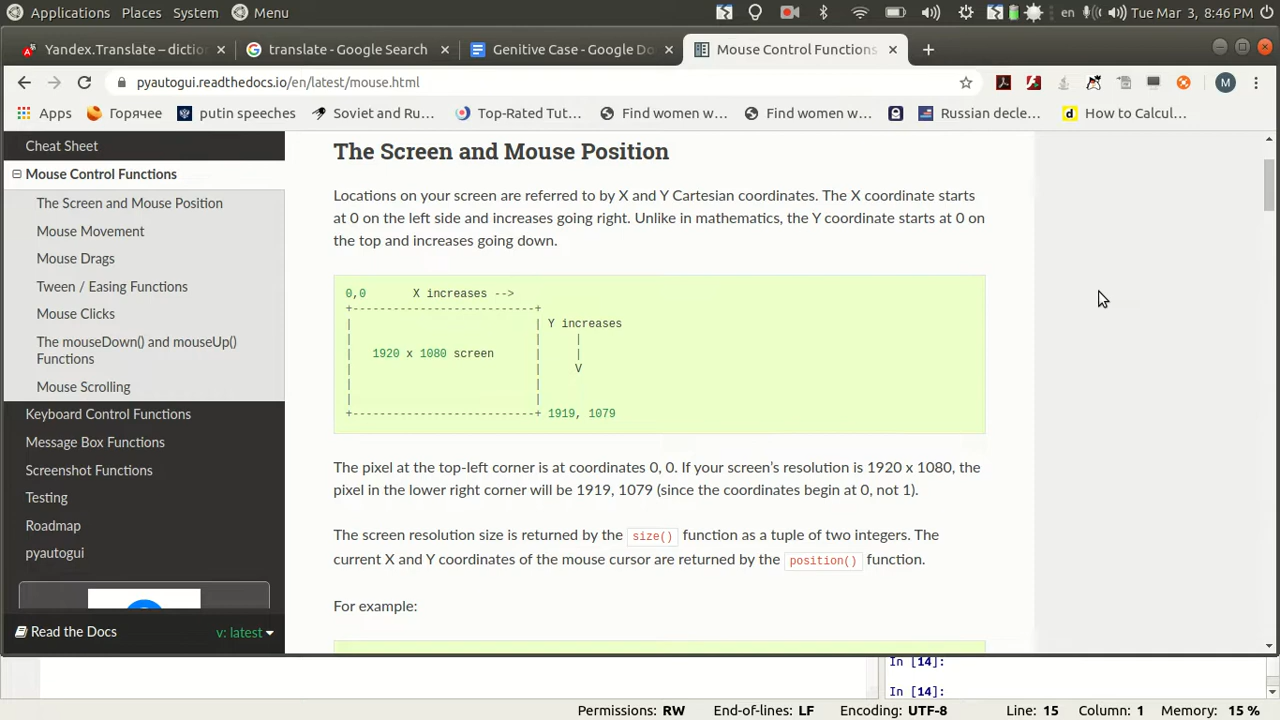 Applications Places System Menu en Tue Mar 3, 8:46 PM
Yandex.Translate – dictio translate - Google Search Genitive Case - Google Do Mouse Control Functions
pyautogui.readthedocs.io/en/latest/mouse.html M
Apps Горячее putin speeches Soviet and Ru... Top-Rated Tut... Find women w... Find women w... Russian decle... d How to Calcul...
Cheat Sheet
Mouse Control Functions
The Screen and Mouse Position
Mouse Movement
Mouse Drags
Tween / Easing Functions
Mouse Clicks
The mouseDown() and mouseUp()
Functions
Mouse Scrolling
Keyboard Control Functions
Message Box Functions
Screenshot Functions
Testing
Roadmap
pyautogui
Read the Docs v: latest
The Screen and Mouse Position
Locations on your screen are referred to by X and Y Cartesian coordinates. The X coordinate starts
at 0 on the left side and increases going right. Unlike in mathematics, the Y coordinate starts at 0 on
the top and increases going down.
0,0 X increases -->
+---------------------------+
| | Y increases
| | |
| 1920 x 1080 screen | |
| | V
| |
| |
+---------------------------+ 1919, 1079
The pixel at the top-left corner is at coordinates 0, 0. If your screen's resolution is 1920 x 1080, the
pixel in the lower right corner will be 1919, 1079 (since the coordinates begin at 0, not 1).
The screen resolution size is returned by the size() function as a tuple of two integers. The
current X and Y coordinates of the mouse cursor are returned by the position() function.
For example:
In [14]:
In [14]:
Permissions: RW End-of-lines: LF Encoding: UTF-8 Line: 15 Column: 1 Memory: 15 %